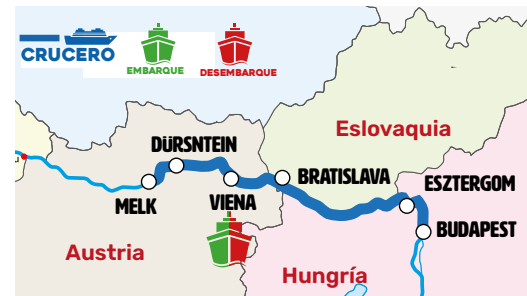 CRUCERO
EMBARQUE
DESEMBARQUE
Eslovaquia
DÜRSNTEIN
BRATISLAVA
ESZTERGOM
MELK
VIENA
BUDAPEST
Austria
Hungría